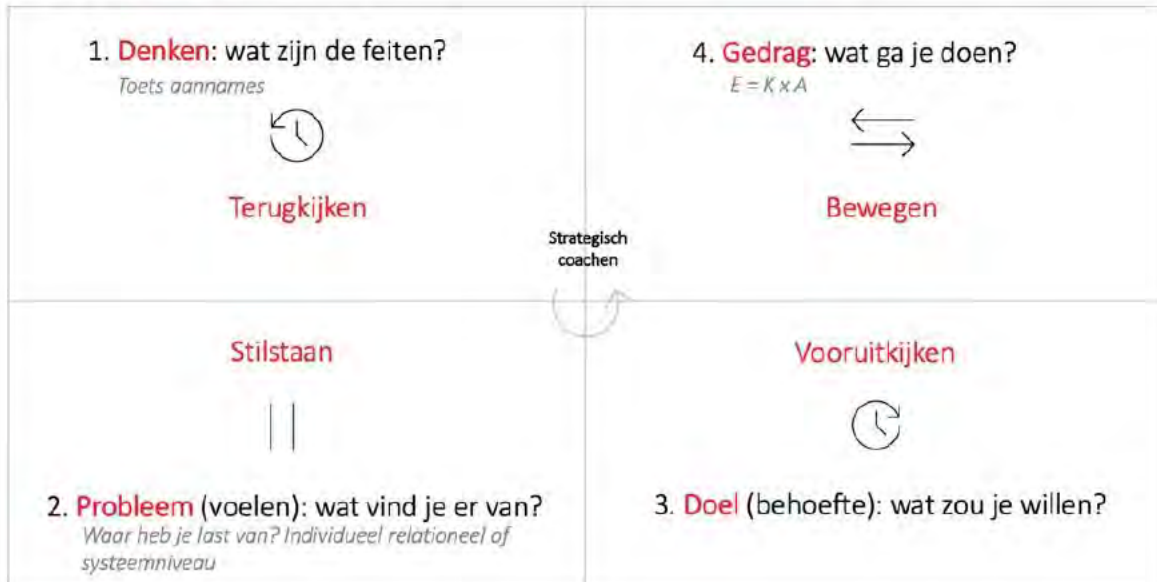 1. Denken: wat zijn de feiten?
Toets aannames
Terugkijken
4. Gedrag: wat ga je doen?
E = K x A
Bewegen
Strategisch
coachen
Stilstaan
2. Probleem (voelen): wat vind je er van?
Waar heb je last van? Individueel relationeel of
systeemniveau
Vooruitkijken
3. Doel (behoefte): wat zou je willen?